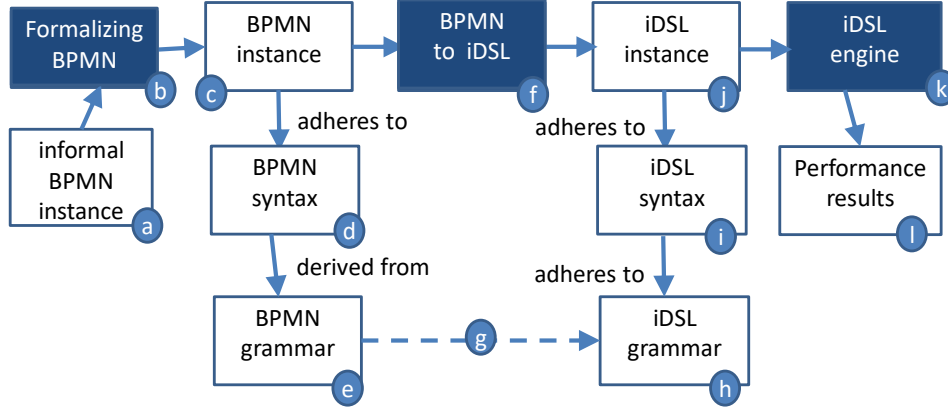 Formalizing
BPMN
b
BPMN
instance
c
BPMN
to iDSL
f
iDSL
instance
j
iDSL
engine
k
adheres to
adheres to
informal
BPMN
instance
a
BPMN
syntax
d
iDSL
syntax
i
Performance
results
l
derived from
adheres to
BPMN
grammar
e
g
iDSL
grammar
h